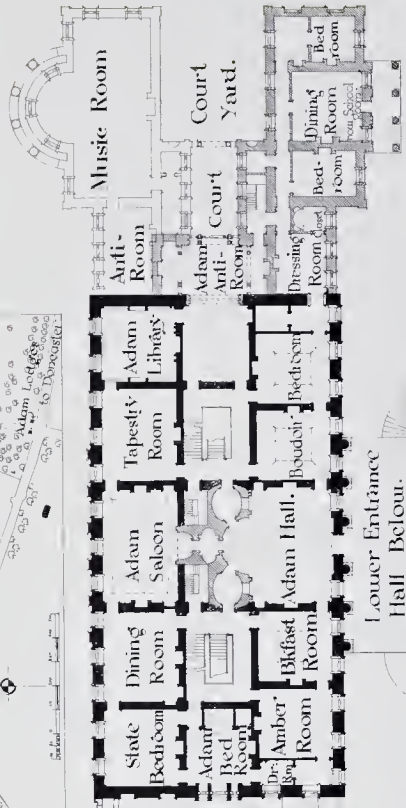 Adam Lodges
to Doncaster
Music Room
Anti-
Room
Court
Yard.
Court
Adam
Anti-
Room
Bed
room
Dining
Room
Bed-
room
Dressing
Room
closet
Adam
Library
Tapestry
Room
Adam
Saloon
Dining
Room
State
Bedroom
Bedroom
Boudoir
Adam Hall.
Bkfast
Room
Amber
Room
Dr.
Rm
Adam
Bed
Room
Lower Entrance
Hall Below.